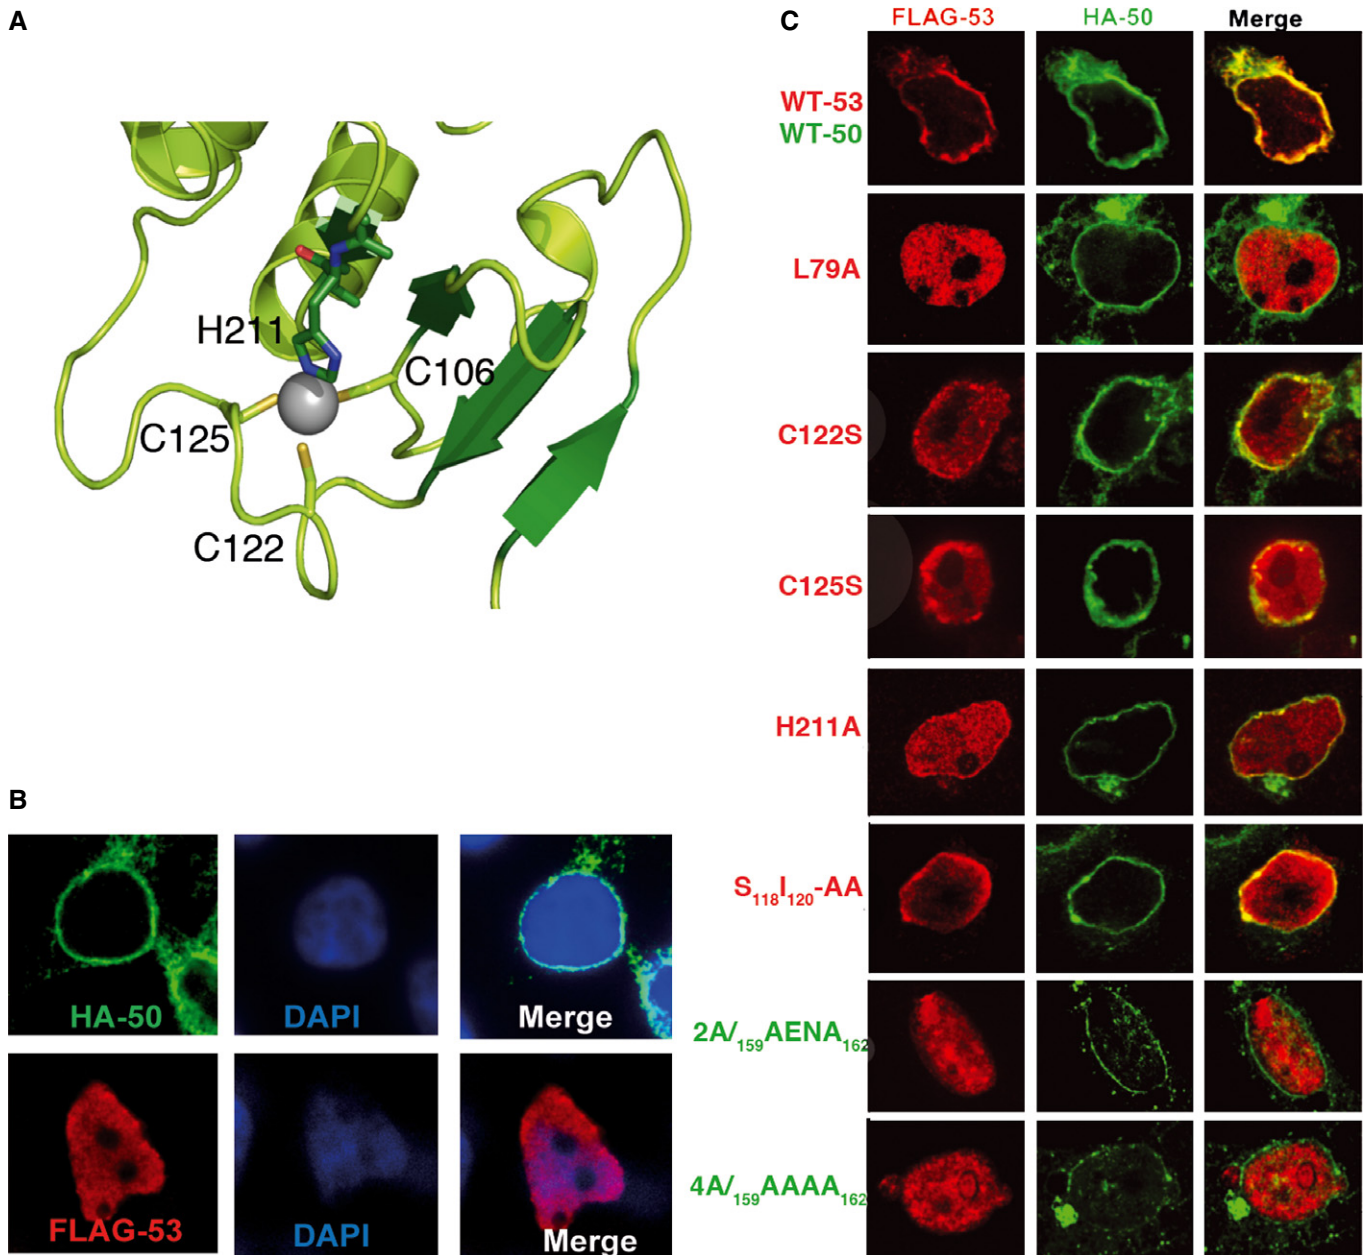 A
H211
C106
C125
C122
B
HA-50
DAPI
Merge
FLAG-53
DAPI
Merge
C
FLAG-53 HA-50 Merge
WT-53
WT-50
L79A
C122S
C125S
H211A
S118I120-AA
2A/159AENA162
4A/159AAAA162